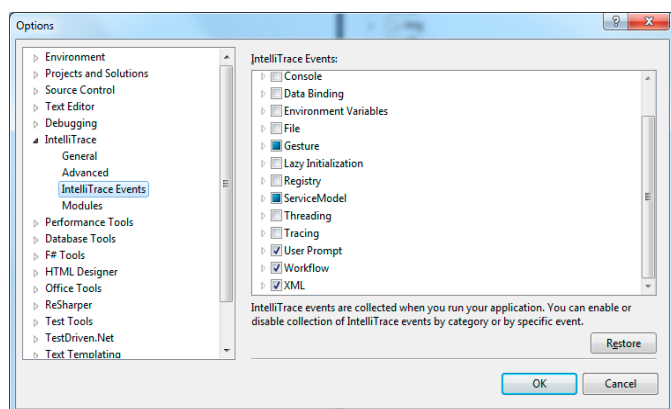 Options
Environment
Projects and Solutions
Source Control
Text Editor
Debugging
IntelliTrace
General
Advanced
IntelliTrace Events
Modules
Performance Tools
Database Tools
F# Tools
HTML Designer
Office Tools
ReSharper
Test Tools
TestDriven.Net
Text Templating
IntelliTrace Events:
Console
Data Binding
Environment Variables
File
Gesture
Lazy Initialization
Registry
ServiceModel
Threading
Tracing
User Prompt
Workflow
XML
IntelliTrace events are collected when you run your application. You can enable or
disable collection of IntelliTrace events by category or by specific event.
Restore
OK
Cancel